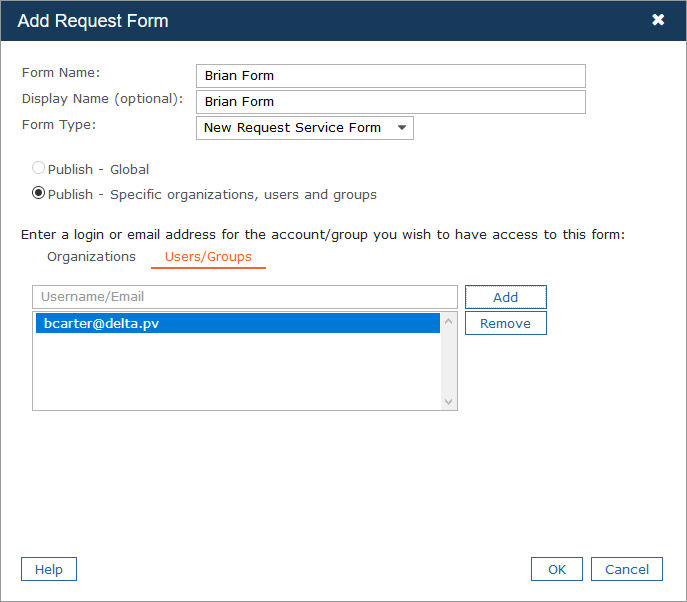 Add Request Form
Form Name: Brian Form
Display Name (optional): Brian Form
Form Type: New Request Service Form
Publish - Global
Publish - Specific organizations, users and groups
Enter a login or email address for the account/group you wish to have access to this form:
Organizations Users/Groups
Username/Email Add
bcarter@delta.pv Remove
Help OK Cancel